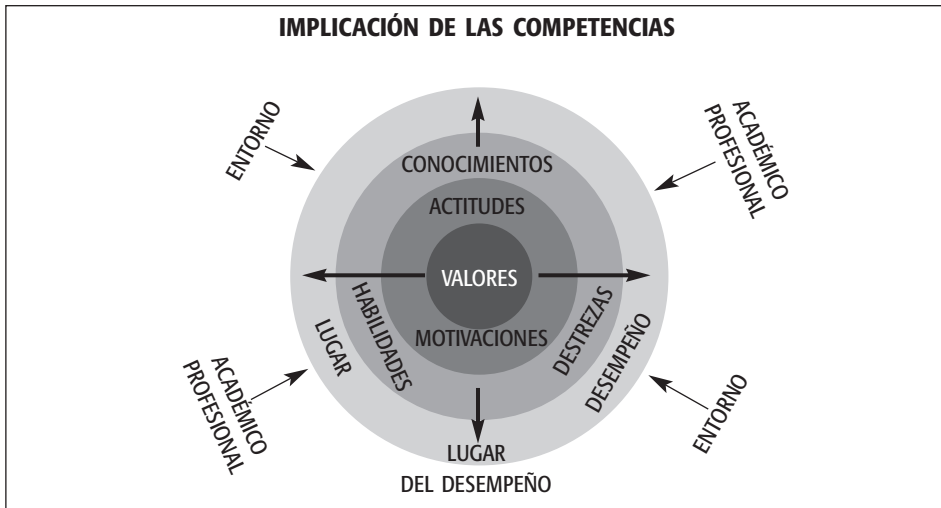 IMPLICACIÓN DE LAS COMPETENCIAS
ENTORNO
ACADÉMICO
PROFESIONAL
CONOCIMIENTOS
ACTITUDES
VALORES
MOTIVACIONES
HABILIDADES
DESTREZAS
LUGAR
DESEMPEÑO
ACADÉMICO
PROFESIONAL
ENTORNO
LUGAR
DEL DESEMPEÑO